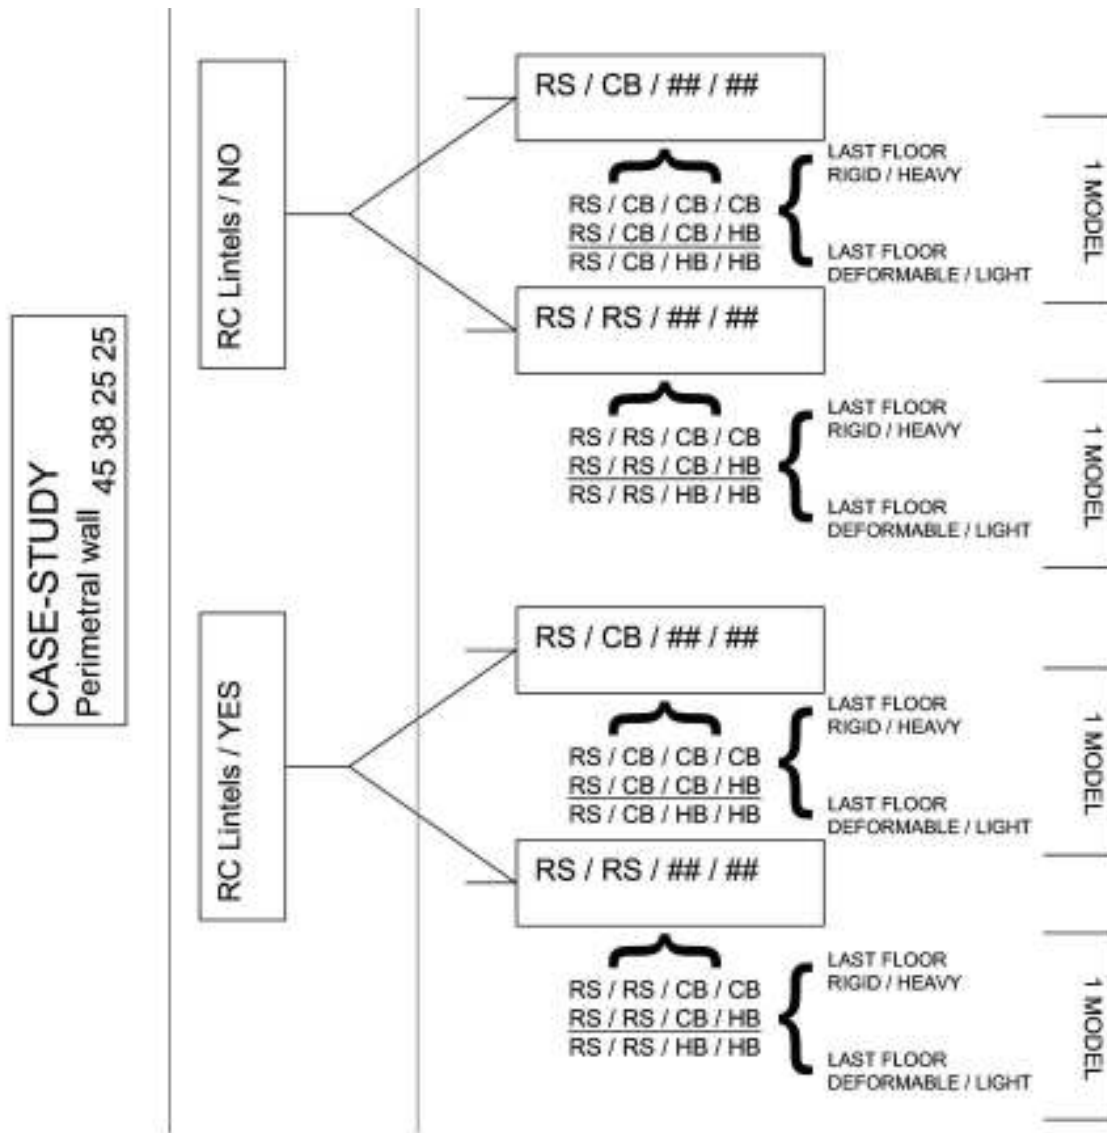 CASE-STUDY
Perimetral wall 45 38 25 25
RC Lintels / NO
RS / CB / ## / ##
RS / CB / CB / CB
RS / CB / CB / HB
RS / CB / HB / HB
LAST FLOOR
RIGID / HEAVY
LAST FLOOR
DEFORMABLE / LIGHT
1 MODEL
RS / RS / ## / ##
RS / RS / CB / CB
RS / RS / CB / HB
RS / RS / HB / HB
LAST FLOOR
RIGID / HEAVY
LAST FLOOR
DEFORMABLE / LIGHT
1 MODEL
RC Lintels / YES
RS / CB / ## / ##
RS / CB / CB / CB
RS / CB / CB / HB
RS / CB / HB / HB
LAST FLOOR
RIGID / HEAVY
LAST FLOOR
DEFORMABLE / LIGHT
1 MODEL
RS / RS / ## / ##
RS / RS / CB / CB
RS / RS / CB / HB
RS / RS / HB / HB
LAST FLOOR
RIGID / HEAVY
LAST FLOOR
DEFORMABLE / LIGHT
1 MODEL